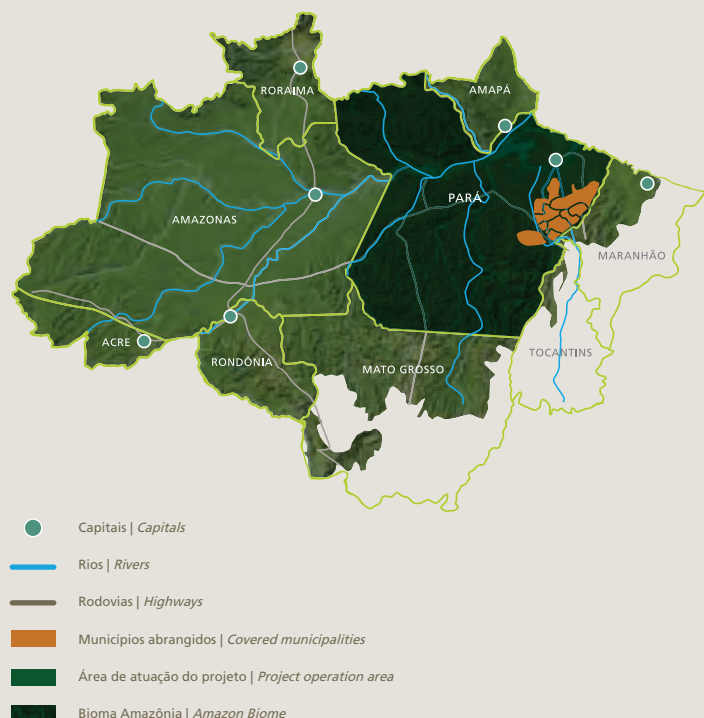 RORAIMA
AMAPÁ
PARÁ
AMAZONAS
MARANHÃO
ACRE
RONDÔNIA
MATO GROSSO
TOCANTINS
Capitais | Capitals
Rios | Rivers
Rodovias | Highways
Municípios abrangidos | Covered municipalities
Área de atuação do projeto | Project operation area
Bioma Amazônia | Amazon Biome